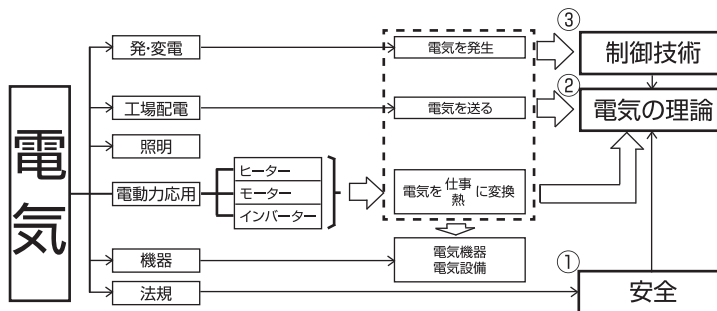 電気
発・変電
工場配電
照明
電動力応用
機器
法規
ヒーター
モーター
インバーター
電気を発生
電気を送る
電気を仕事に変換
熱
電気機器
電気設備
③
制御技術
②
電気の理論
①
安全